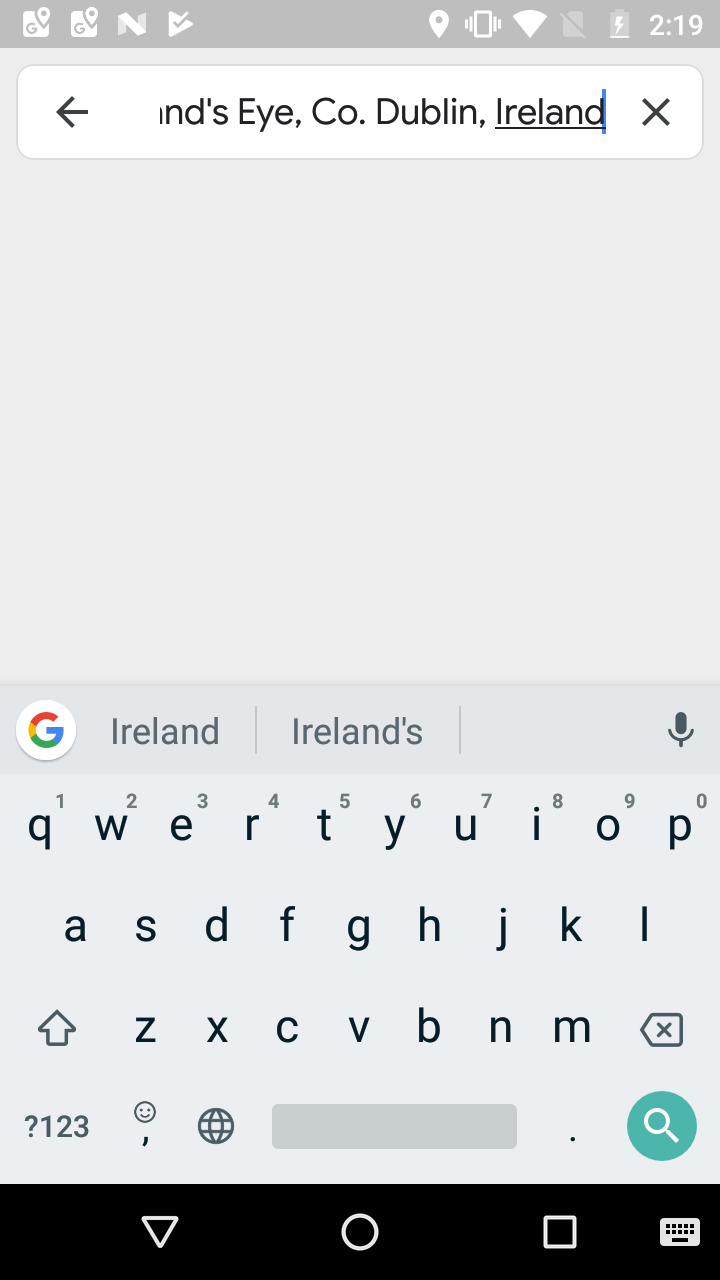 2:19
nd's Eye, Co. Dublin, Ireland
Ireland Ireland's
1 2 3 4 5 6 7 8 9 0
q w e r t y u i o p
a s d f g h j k l
z x c v b n m
?123 , .